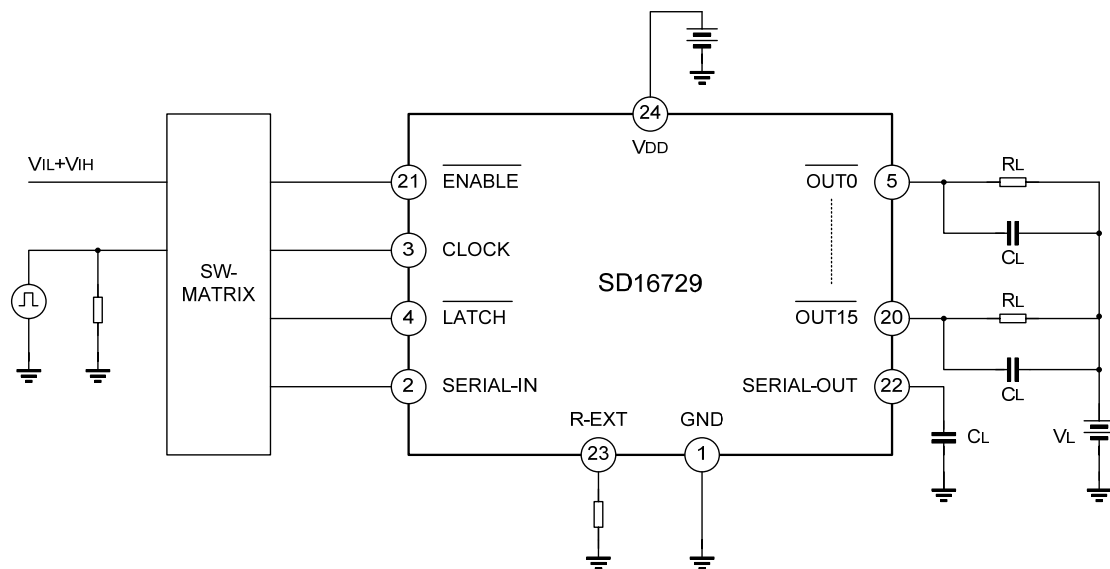 24
VDD
VIL+VIH
SW-
MATRIX
21 ENABLE
3 CLOCK
4 LATCH
2 SERIAL-IN
SD16729
OUT0 5
OUT15 20
SERIAL-OUT 22
R-EXT
23
GND
1
RL
CL
RL
CL
CL
VL